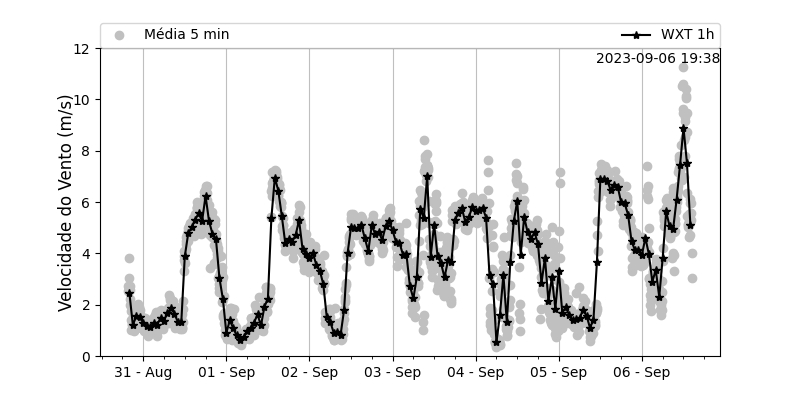 Média 5 min
WXT 1h
2023-09-06 19:38
Velocidade do Vento (m/s)
12
10
8
6
4
2
0
31 - Aug 01 - Sep 02 - Sep 03 - Sep 04 - Sep 05 - Sep 06 - Sep